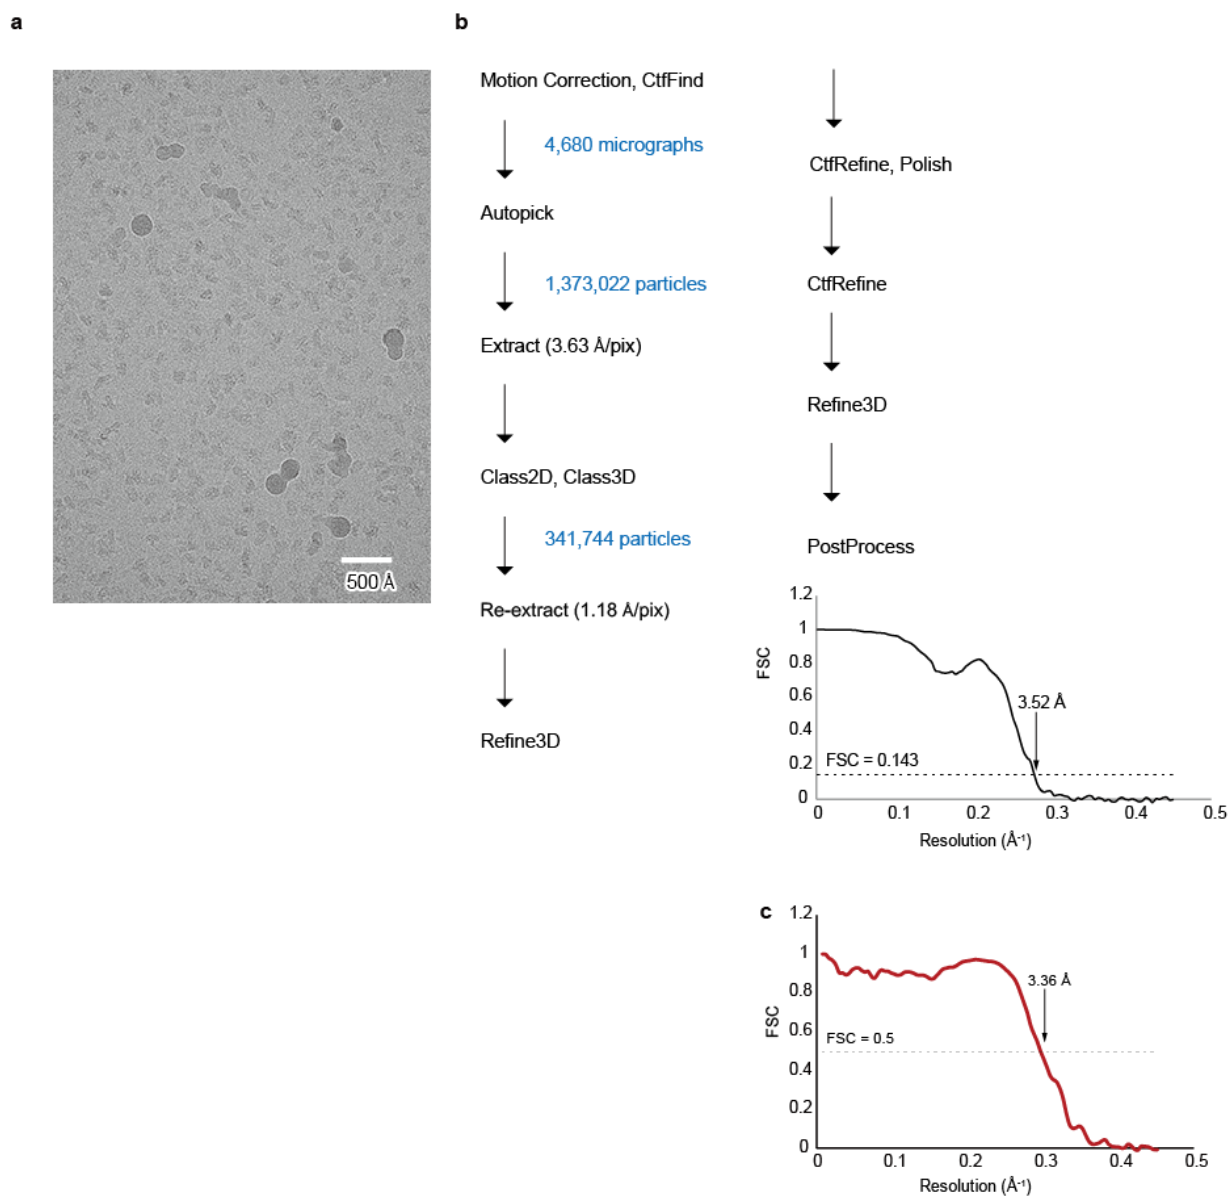 a
500 Å
b
Motion Correction, CtfFind
4,680 micrographs
Autopick
1,373,022 particles
Extract (3.63 Å/pix)
Class2D, Class3D
341,744 particles
Re-extract (1.18 Å/pix)
Refine3D
CtfRefine, Polish
CtfRefine
Refine3D
PostProcess
1.2
1
0.8
0.6
0.4
0.2
0
FSC
3.52 Å
FSC = 0.143
0 0.1 0.2 0.3 0.4 0.5
Resolution (Å⁻¹)
c
1.2
1
0.8
0.6
0.4
0.2
0
FSC
3.36 Å
FSC = 0.5
0 0.1 0.2 0.3 0.4 0.5
Resolution (Å⁻¹)